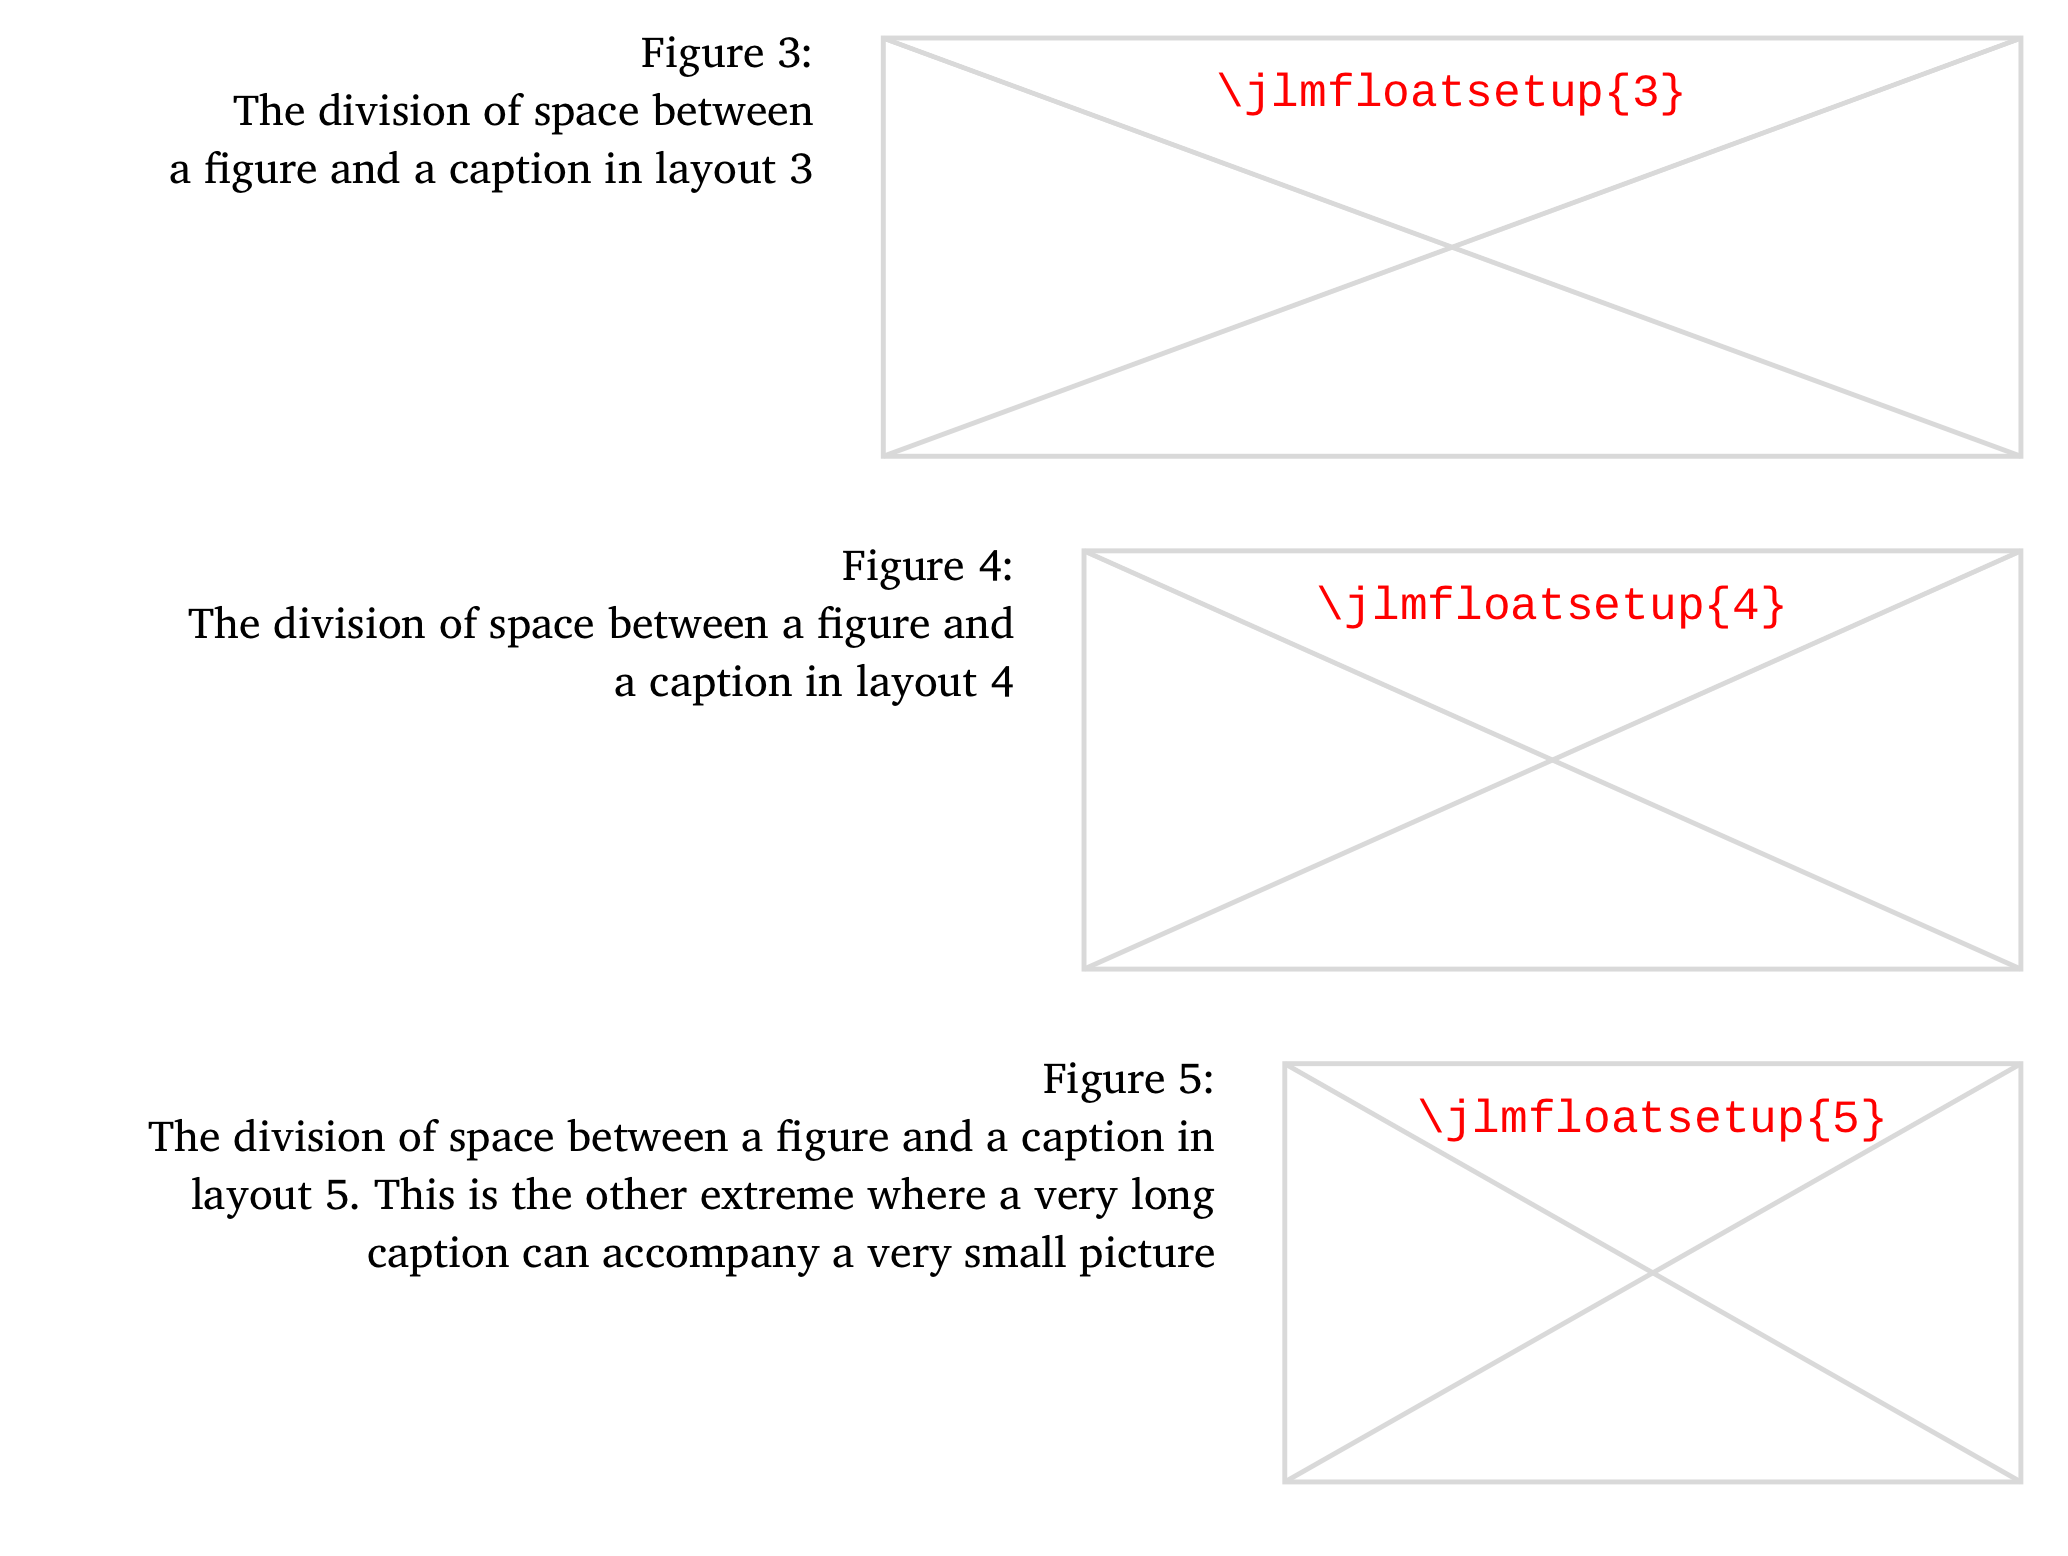 Figure 3:
The division of space between
a figure and a caption in layout 3
\jlmfloatsetup{3}
Figure 4:
The division of space between a figure and
a caption in layout 4
\jlmfloatsetup{4}
Figure 5:
The division of space between a figure and a caption in
layout 5. This is the other extreme where a very long
caption can accompany a very small picture
\jlmfloatsetup{5}